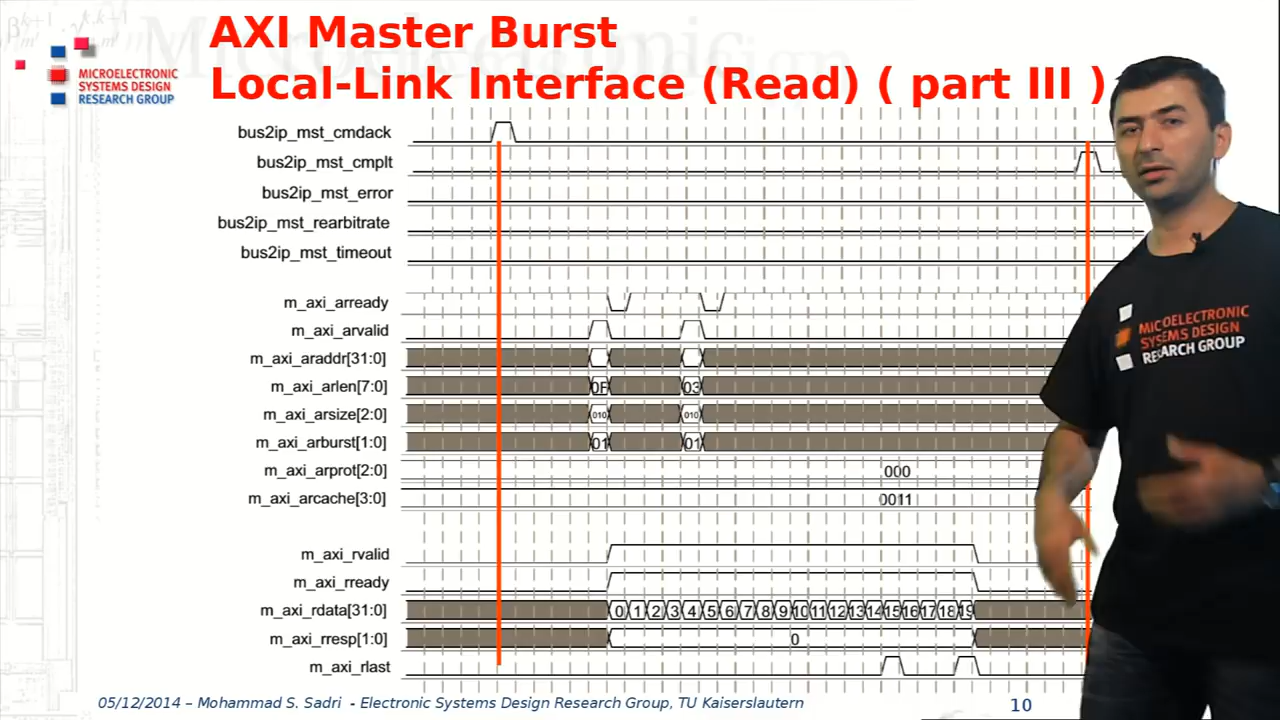 AXI Master Burst
Local-Link Interface (Read) ( part III )
MICROELECTRONIC
SYSTEMS DESIGN
RESEARCH GROUP
bus2ip_mst_cmdack
bus2ip_mst_cmplt
bus2ip_mst_error
bus2ip_mst_rearbitrate
bus2ip_mst_timeout
m_axi_arready
m_axi_arvalid
m_axi_araddr[31:0]
m_axi_arlen[7:0] 0F 03
m_axi_arsize[2:0] 010 010
m_axi_arburst[1:0] 01 01
m_axi_arprot[2:0] 000
m_axi_arcache[3:0] 0011
m_axi_rvalid
m_axi_rready
m_axi_rdata[31:0] 0 1 2 3 4 5 6 7 8 9 10 11 12 13 14 15 16 17 18 19
m_axi_rresp[1:0] 0
m_axi_rlast
MICOELECTRONIC
SYSTEMS DESIGN
RESEARCH GROUP
05/12/2014 – Mohammad S. Sadri - Electronic Systems Design Research Group, TU Kaiserslautern
10